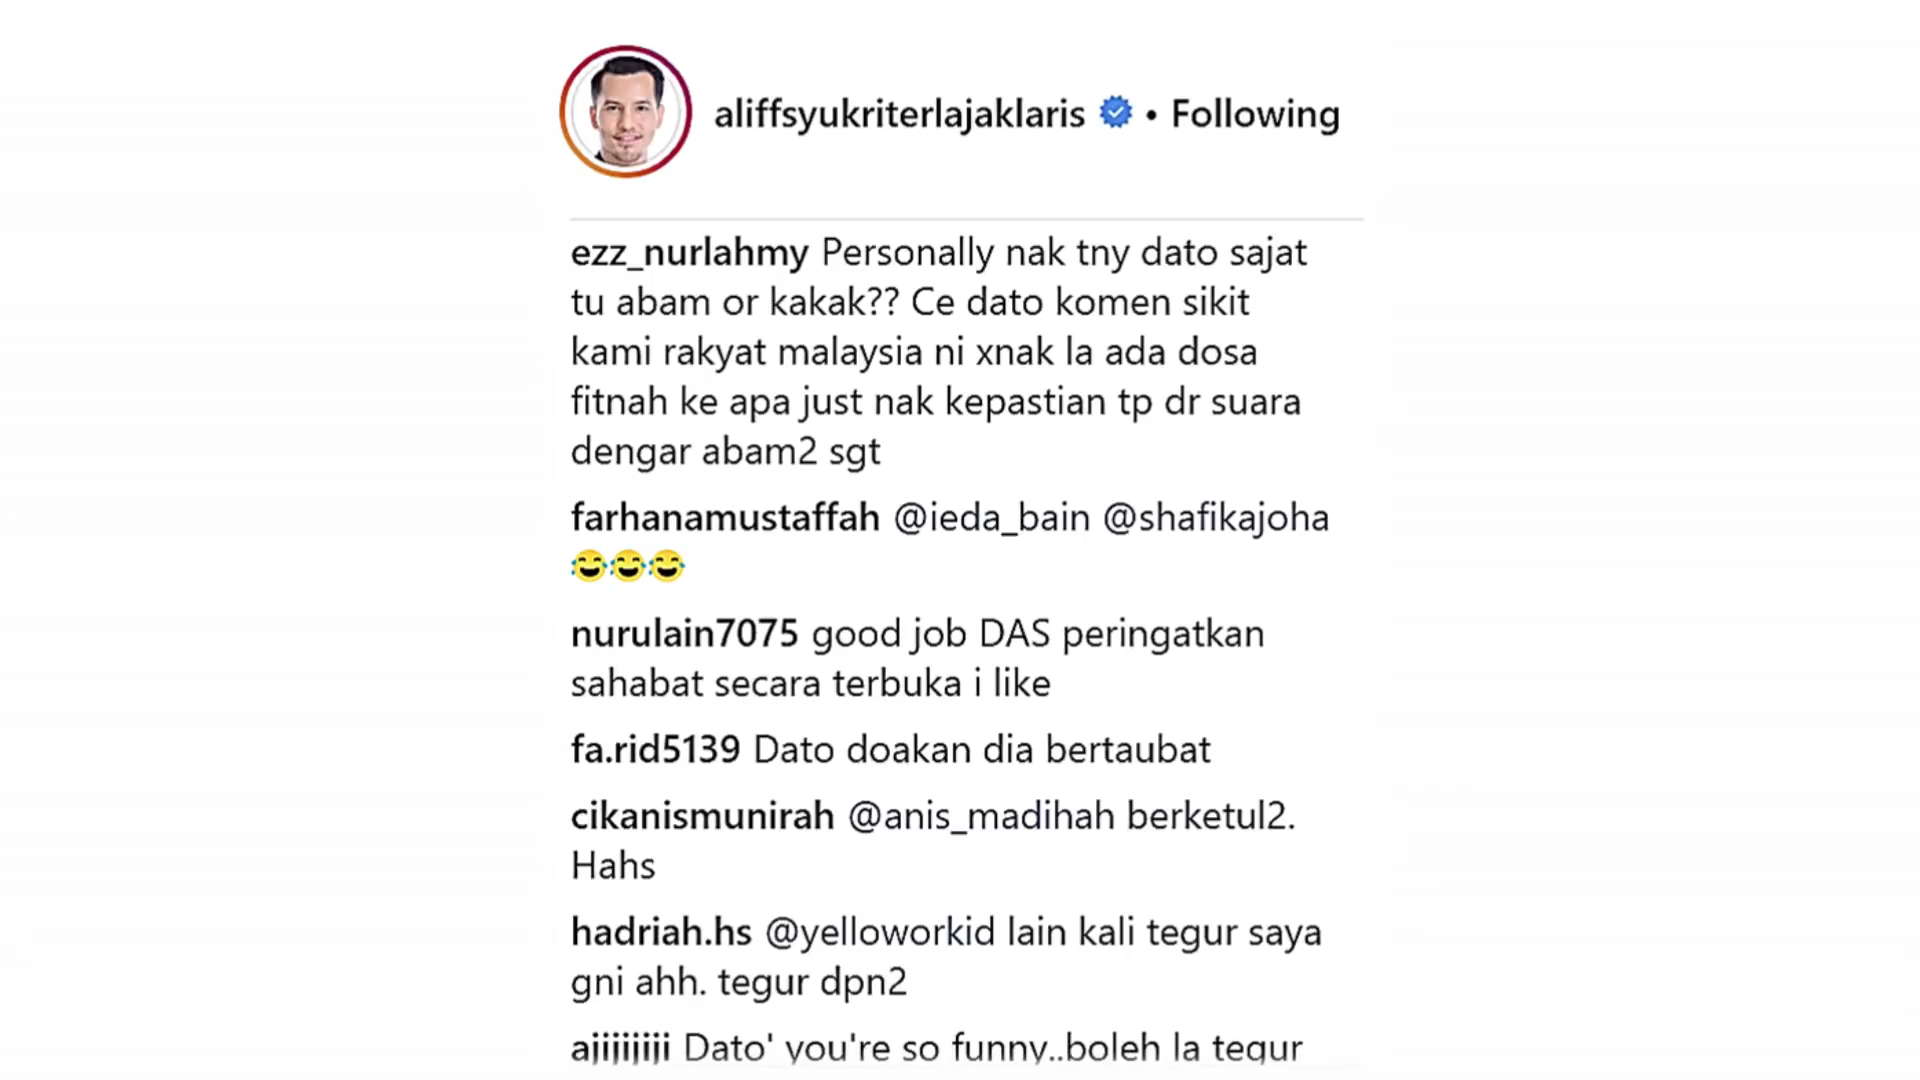 aliffsyukriterlajaklaris • Following
ezz_nurlahmy Personally nak tny dato sajat
tu abam or kakak?? Ce dato komen sikit
kami rakyat malaysia ni xnak la ada dosa
fitnah ke apa just nak kepastian tp dr suara
dengar abam2 sgt
farhanamustaffah @ieda_bain @shafikajoha
😂😂😂
nurulain7075 good job DAS peringatkan
sahabat secara terbuka i like
fa.rid5139 Dato doakan dia bertaubat
cikanismunirah @anis_madihah berketul2.
Hahs
hadriah.hs @yelloworkid lain kali tegur saya
gni ahh. tegur dpn2
ajijijijiji Dato' you're so funny..boleh la tegur